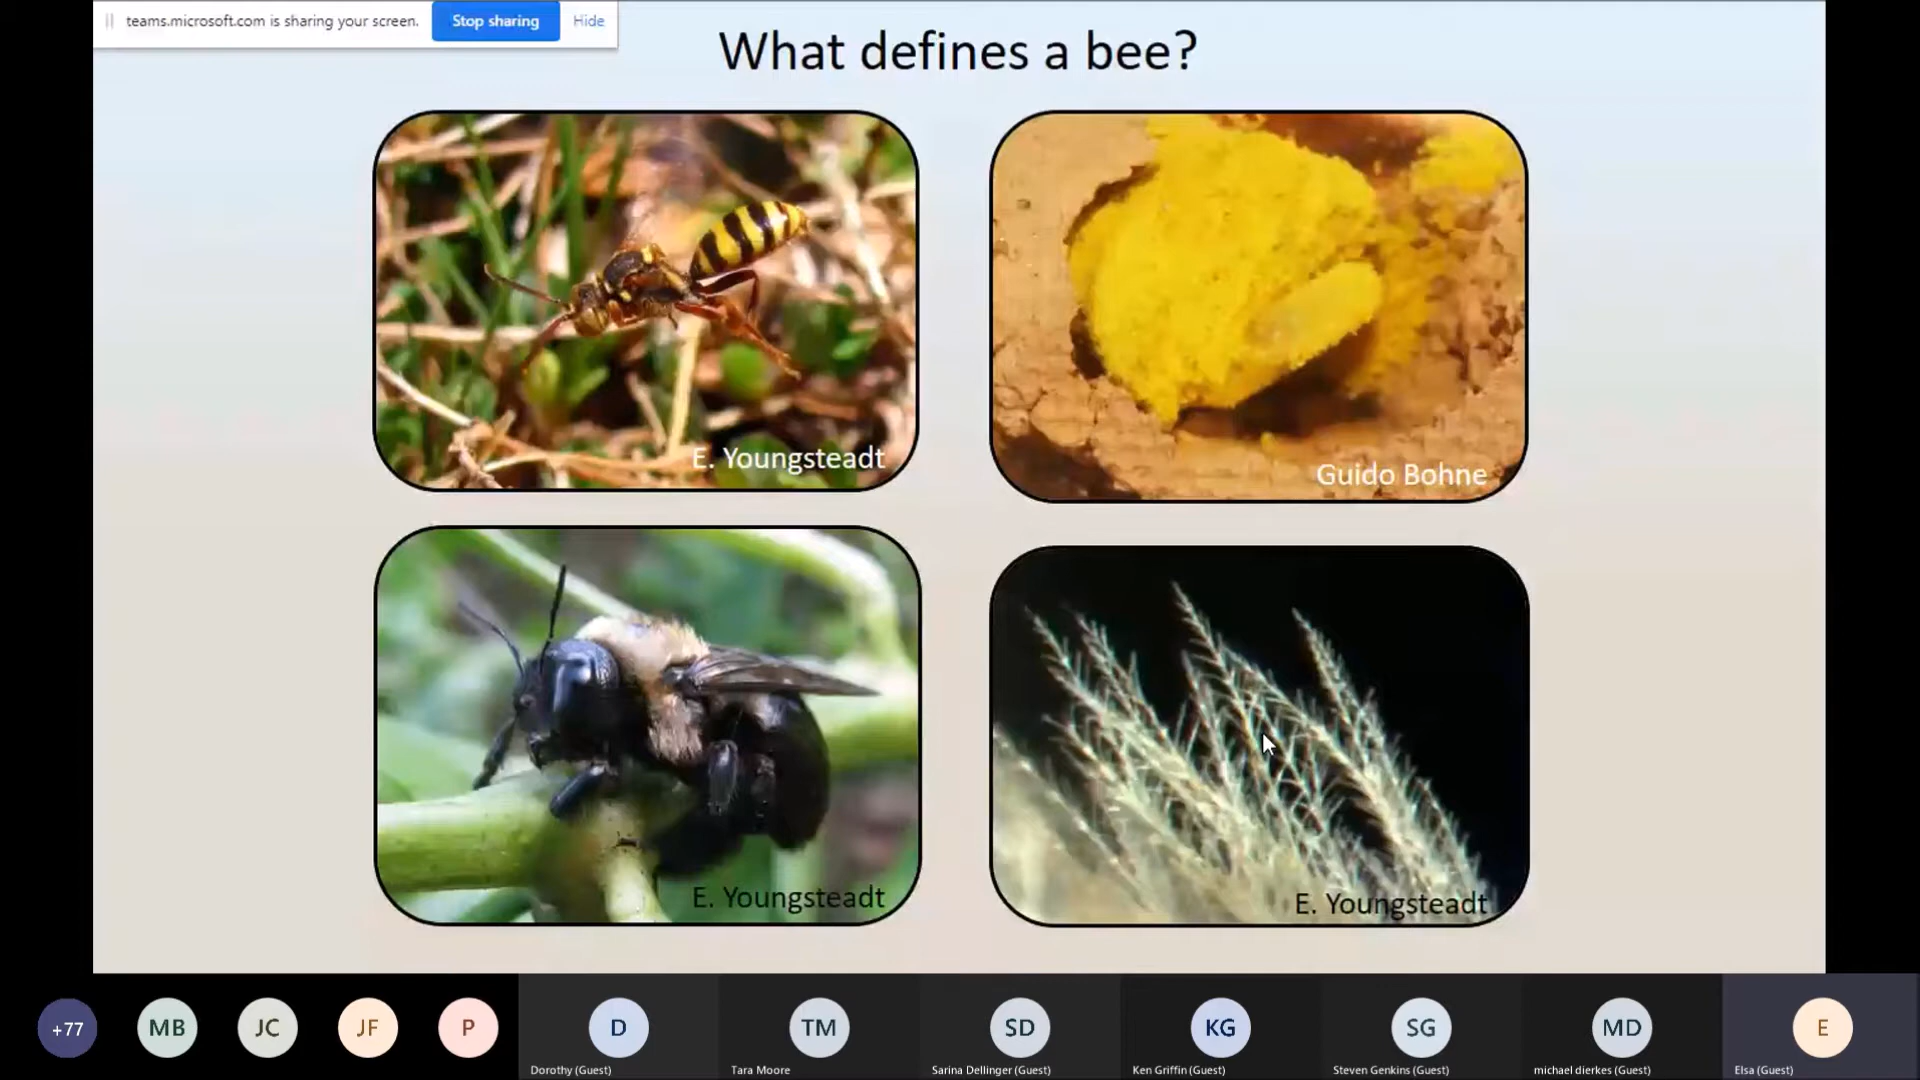 teams.microsoft.com is sharing your screen. Stop sharing Hide
What defines a bee?
E. Youngsteadt
Guido Bohne
E. Youngsteadt
E. Youngsteadt
+77 MB JC JF P D TM SD KG SG MD E
Dorothy (Guest) Tara Moore Sarina Dellinger (Guest) Ken Griffin (Guest) Steven Genkins (Guest) michael dierkes (Guest) Elsa (Guest)